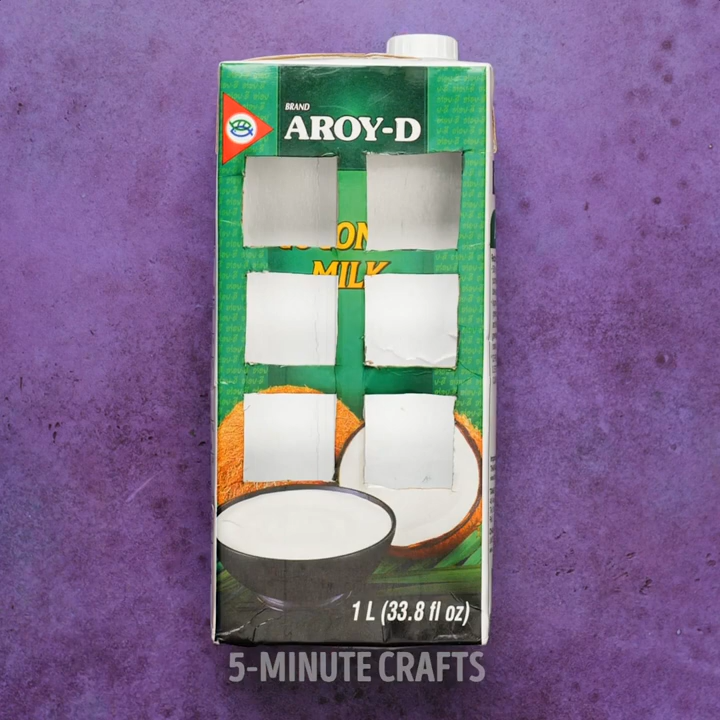 BRAND
AROY-D
MILK
1 L (33.8 fl oz)
5-MINUTE CRAFTS